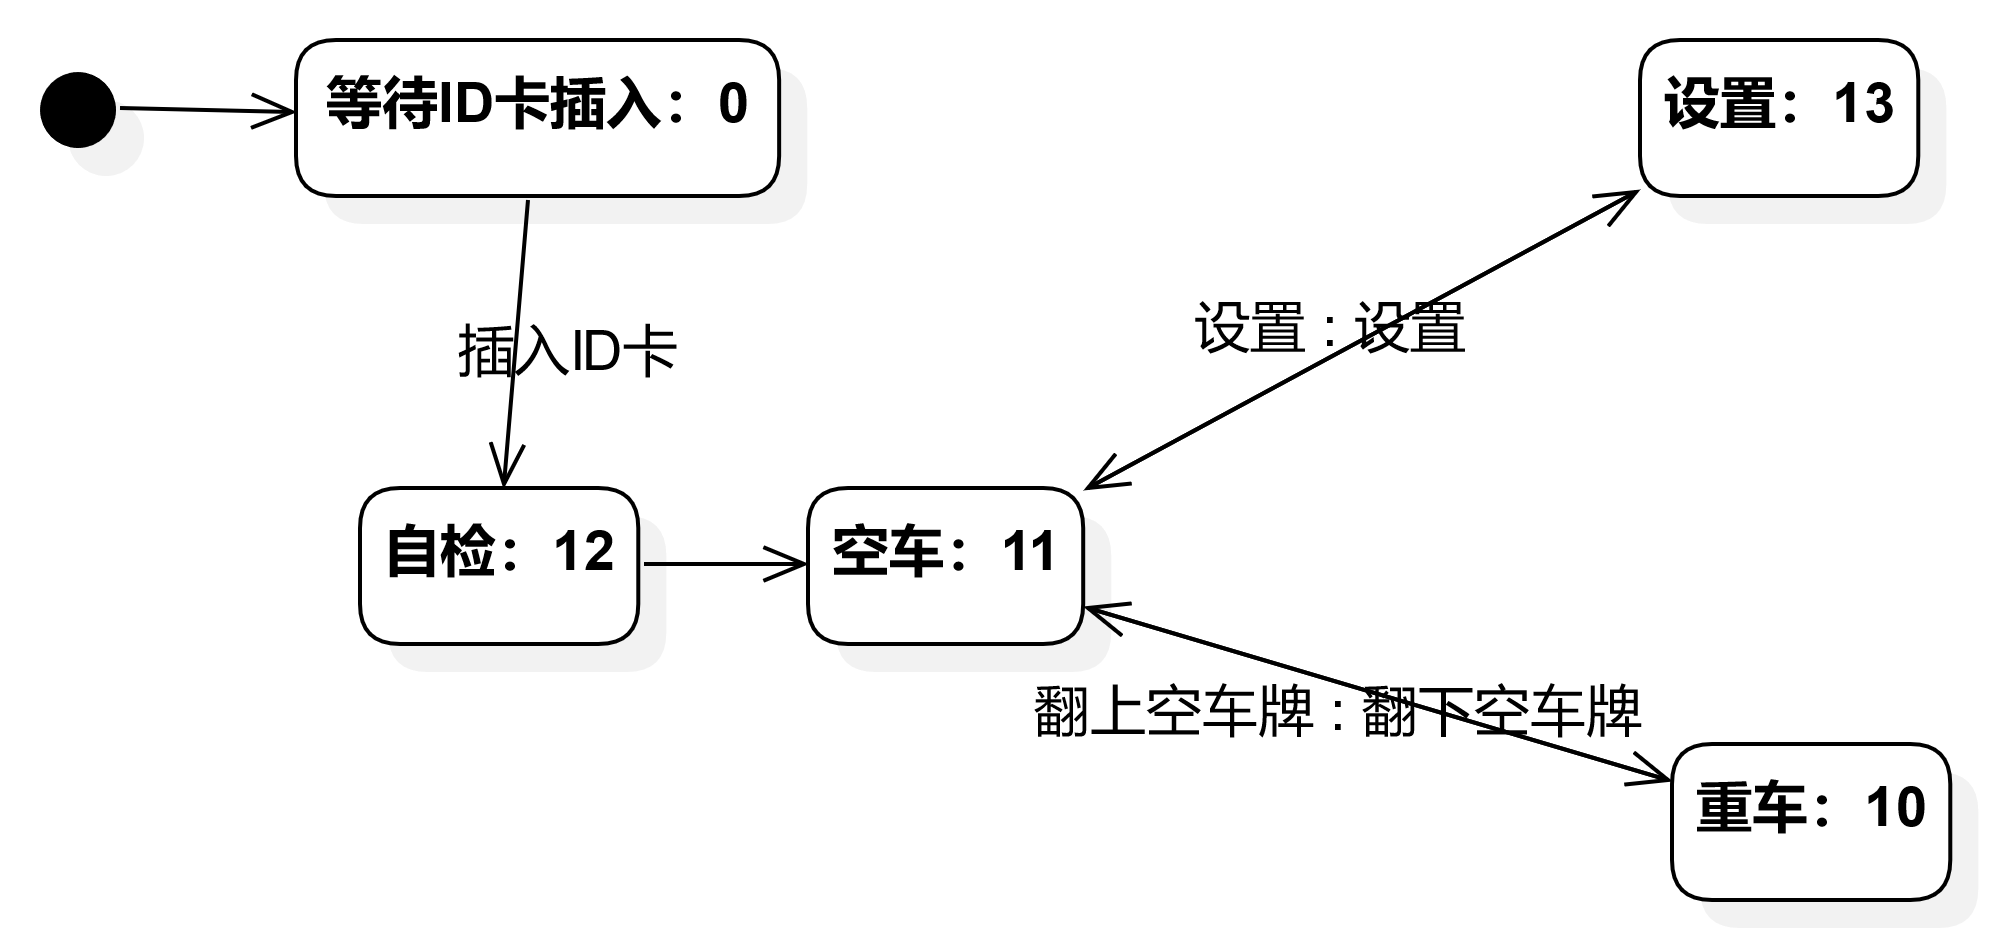 等待ID卡插入：0
设置：13
设置 : 设置
插入ID卡
自检：12
空车：11
翻上空车牌 : 翻下空车牌
重车：10